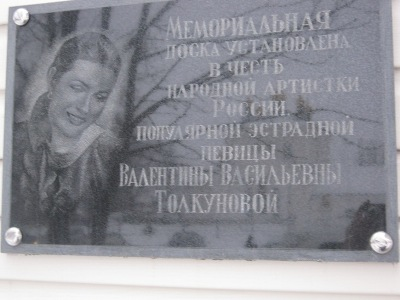 Мемориальная
доска установлена
в честь
народной артистки
России,
популярной эстрадной
певицы
Валентины Васильевны
Толкуновой